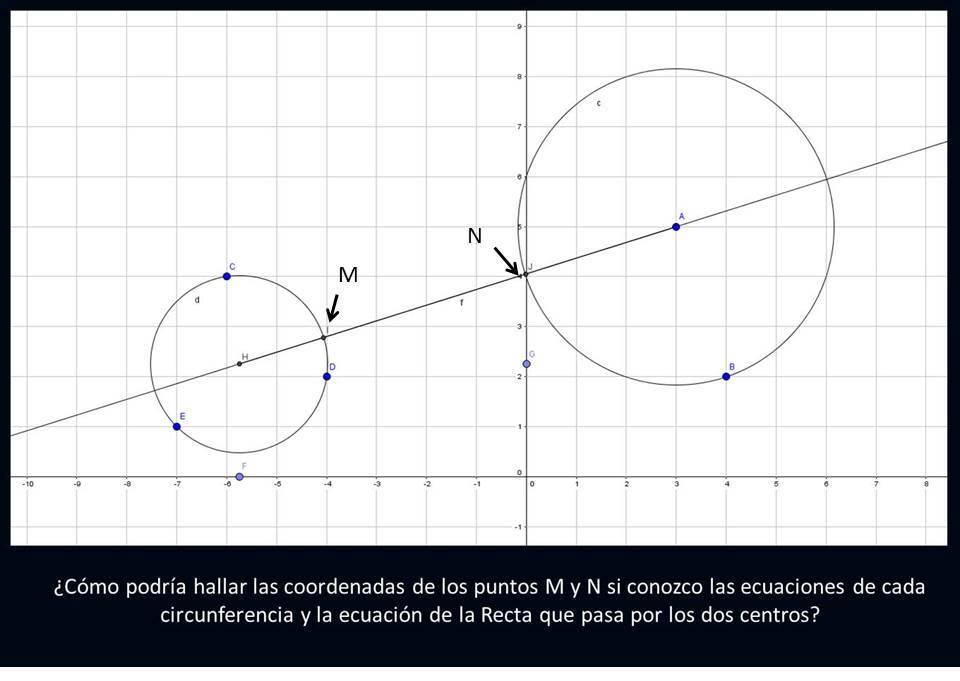 9
8
c
7
6
A
N
5
J
C
M
d
f
I
3
H
G
D
B
2
E
1
F
0
-10 -9 -8 -7 -6 -5 -4 -3 -2 -1 0 1 2 3 4 5 6 7 8
-1
¿Cómo podría hallar las coordenadas de los puntos M y N si conozco las ecuaciones de cada
circunferencia y la ecuación de la Recta que pasa por los dos centros?